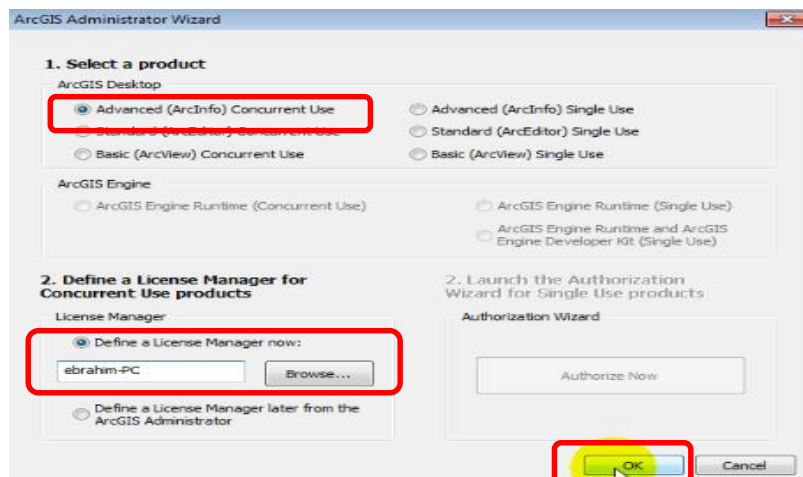 ArcGIS Administrator Wizard
1. Select a product
ArcGIS Desktop
Advanced (ArcInfo) Concurrent Use
Advanced (ArcInfo) Single Use
Standard (ArcEditor) Concurrent Use
Standard (ArcEditor) Single Use
Basic (ArcView) Concurrent Use
Basic (ArcView) Single Use
ArcGIS Engine
ArcGIS Engine Runtime (Concurrent Use)
ArcGIS Engine Runtime (Single Use)
ArcGIS Engine Runtime and ArcGIS
Engine Developer Kit (Single Use)
2. Define a License Manager for
Concurrent Use products
2. Launch the Authorization
Wizard for Single Use products
License Manager
Authorization Wizard
Define a License Manager now:
ebrahim-PC
Browse...
Authorize Now
Define a License Manager later from the
ArcGIS Administrator
OK
Cancel